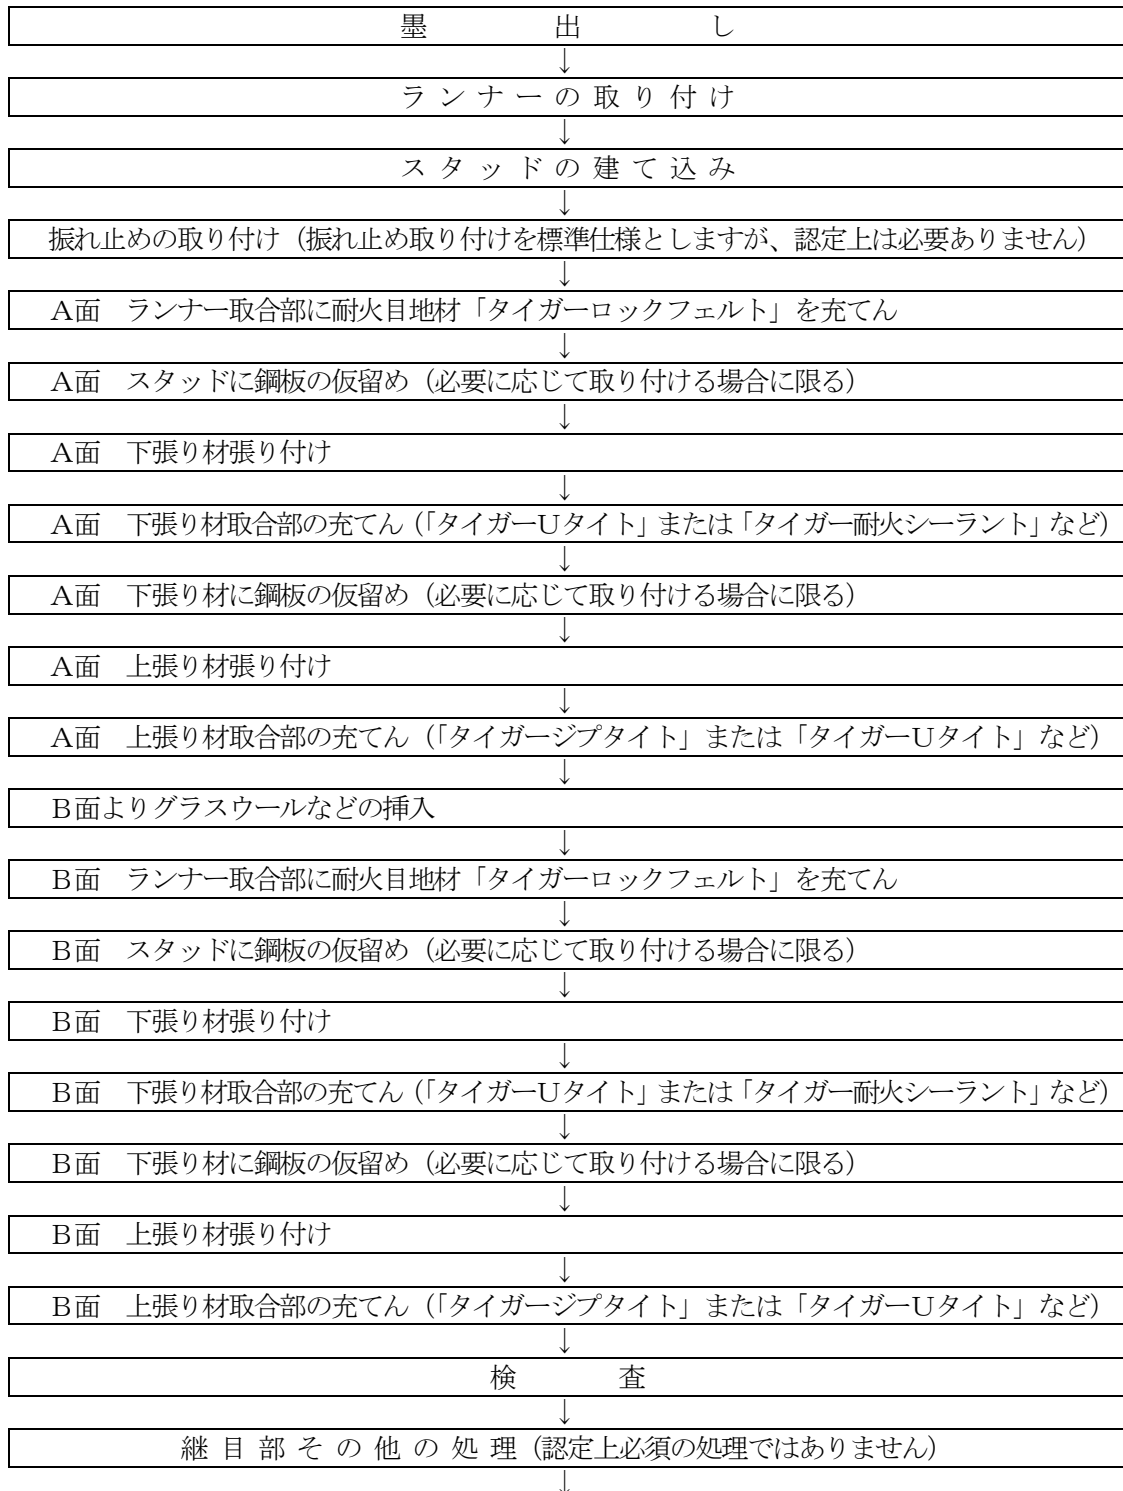 墨出し
↓
ランナーの取り付け
↓
スタッドの建て込み
↓
振れ止めの取り付け（振れ止め取り付けを標準仕様としますが、認定上は必要ありません）
↓
Ａ面　ランナー取合部に耐火目地材「タイガーロックフェルト」を充てん
↓
Ａ面　スタッドに鋼板の仮留め（必要に応じて取り付ける場合に限る）
↓
Ａ面　下張り材張り付け
↓
Ａ面　下張り材取合部の充てん（「タイガーＵタイト」または「タイガー耐火シーラント」など）
↓
Ａ面　下張り材に鋼板の仮留め（必要に応じて取り付ける場合に限る）
↓
Ａ面　上張り材張り付け
↓
Ａ面　上張り材取合部の充てん（「タイガージプタイト」または「タイガーＵタイト」など）
↓
Ｂ面よりグラスウールなどの挿入
↓
Ｂ面　ランナー取合部に耐火目地材「タイガーロックフェルト」を充てん
↓
Ｂ面　スタッドに鋼板の仮留め（必要に応じて取り付ける場合に限る）
↓
Ｂ面　下張り材張り付け
↓
Ｂ面　下張り材取合部の充てん（「タイガーＵタイト」または「タイガー耐火シーラント」など）
↓
Ｂ面　下張り材に鋼板の仮留め（必要に応じて取り付ける場合に限る）
↓
Ｂ面　上張り材張り付け
↓
Ｂ面　上張り材取合部の充てん（「タイガージプタイト」または「タイガーＵタイト」など）
↓
検査
↓
継目部その他の処理（認定上必須の処理ではありません）
↓